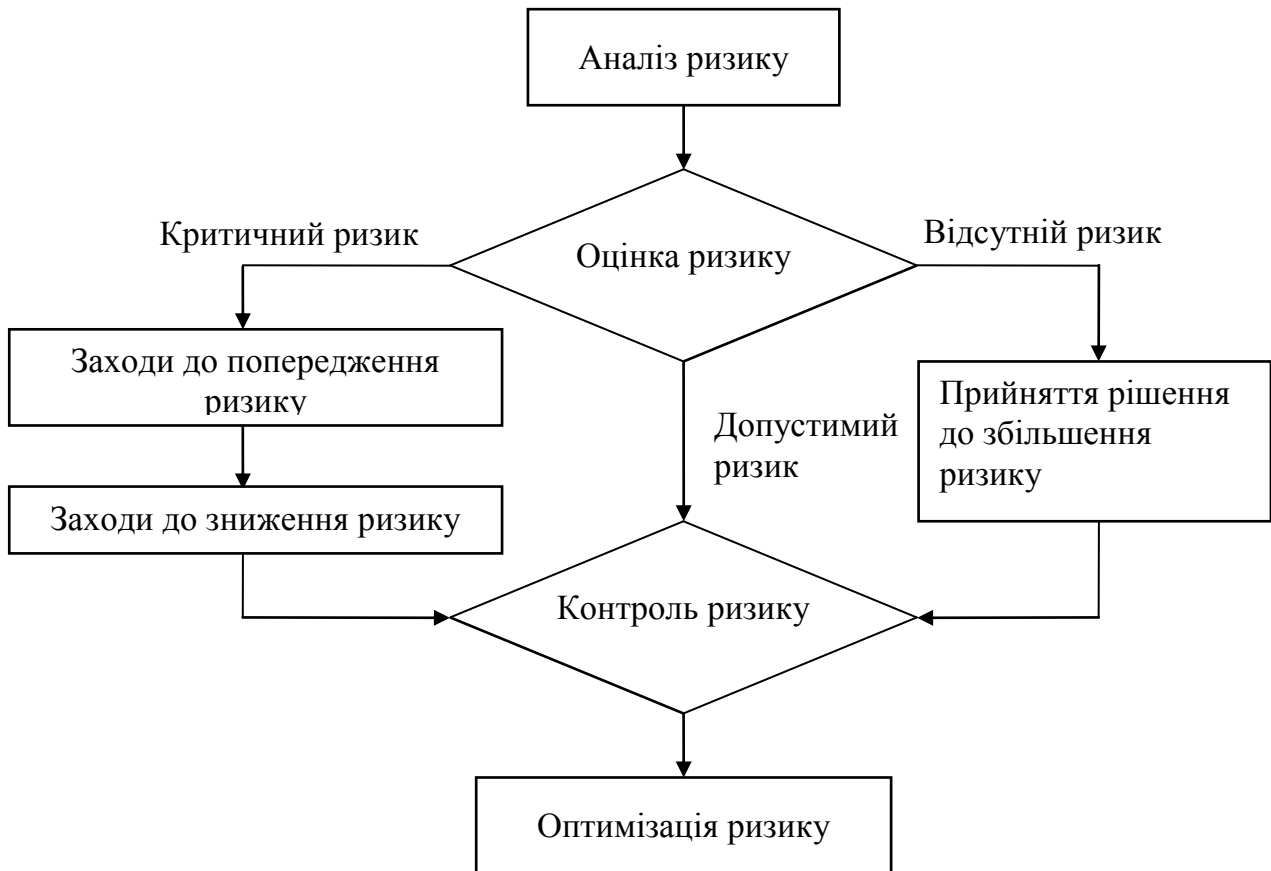 Аналіз ризику
Критичний ризик
Оцінка ризику
Відсутній ризик
Заходи до попередження
ризику
Допустимий
ризик
Прийняття рішення
до збільшення
ризику
Заходи до зниження ризику
Контроль ризику
Оптимізація ризику